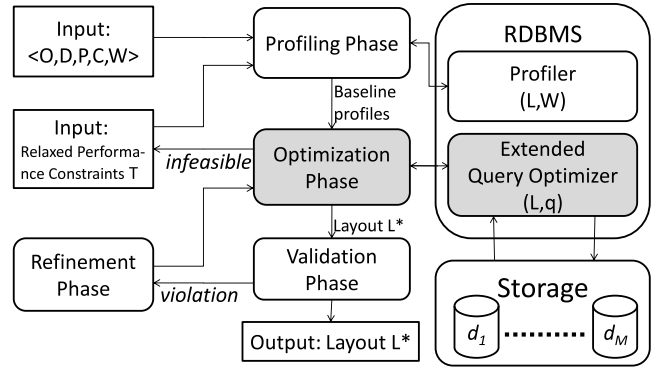 Input:
<O,D,P,C,W>
Profiling Phase
RDBMS
Profiler
(L,W)
Baseline
profiles
Input:
Relaxed Performa-
nce Constraints T
infeasible
Optimization
Phase
Extended
Query Optimizer
(L,q)
Layout L*
Refinement
Phase
violation
Validation
Phase
Storage
d1
dM
Output: Layout L*